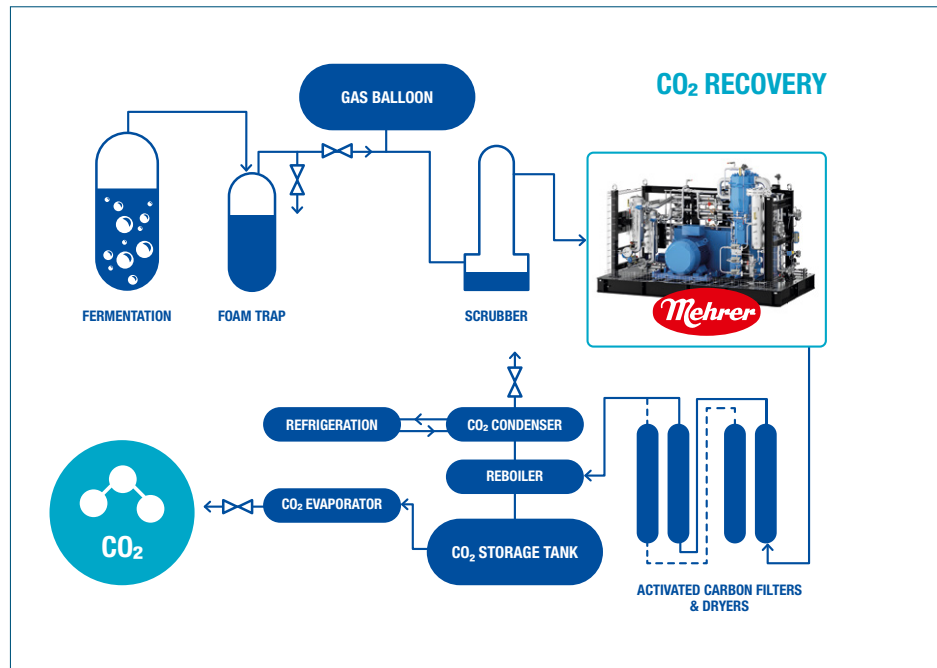 GAS BALLOON
CO₂ RECOVERY
FERMENTATION
FOAM TRAP
SCRUBBER
Mehrer
REFRIGERATION
CO₂ CONDENSER
REBOILER
CO₂ EVAPORATOR
CO₂
CO₂ STORAGE TANK
ACTIVATED CARBON FILTERS
& DRYERS